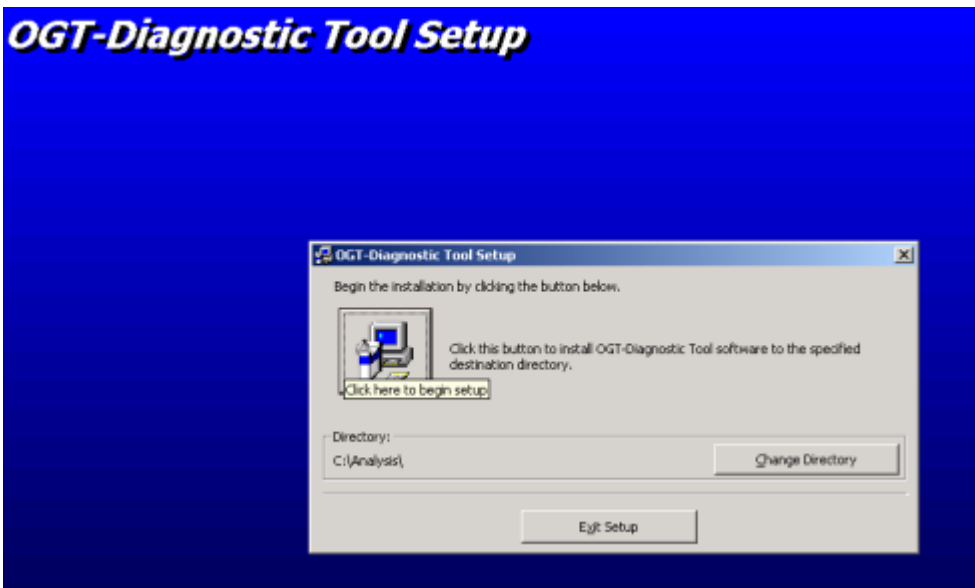 OGT-Diagnostic Tool Setup
OGT-Diagnostic Tool Setup
Begin the installation by clicking the button below.
Click this button to install OGT-Diagnostic Tool software to the specified
destination directory.
Click here to begin setup
Directory:
C:\Analysis\
Change Directory
Exit Setup